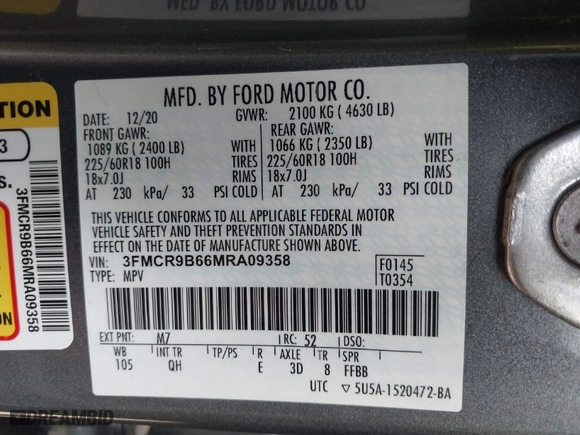 MFD. BY FORD MOTOR CO.
MFD. BY FORD MOTOR CO.
DATE: 12/20 GVWR: 2100 KG ( 4630 LB)
FRONT GAWR: REAR GAWR:
1089 KG ( 2400 LB) WITH 1066 KG ( 2350 LB) WITH
225/60R18 100H TIRES 225/60R18 100H TIRES
18x7.0J RIMS 18x7.0J RIMS
AT 230 kPa/ 33 PSI COLD AT 230 kPa/ 33 PSI COLD
THIS VEHICLE CONFORMS TO ALL APPLICABLE FEDERAL MOTOR
VEHICLE SAFETY AND THEFT PREVENTION STANDARDS IN
EFFECT ON THE DATE OF MANUFACTURE SHOWN ABOVE.
VIN: 3FMCR9B66MRA09358 F0145
TYPE: MPV T0354
EXT PNT: M7 RC: 52 DSO:
WB INT TR TP/PS R AXLE TR SPR
105 QH E 3D 8 FFBB
UTC ▽ 5U5A-1520472-BA
3FMCR9B66MRA09358
DREAMBID